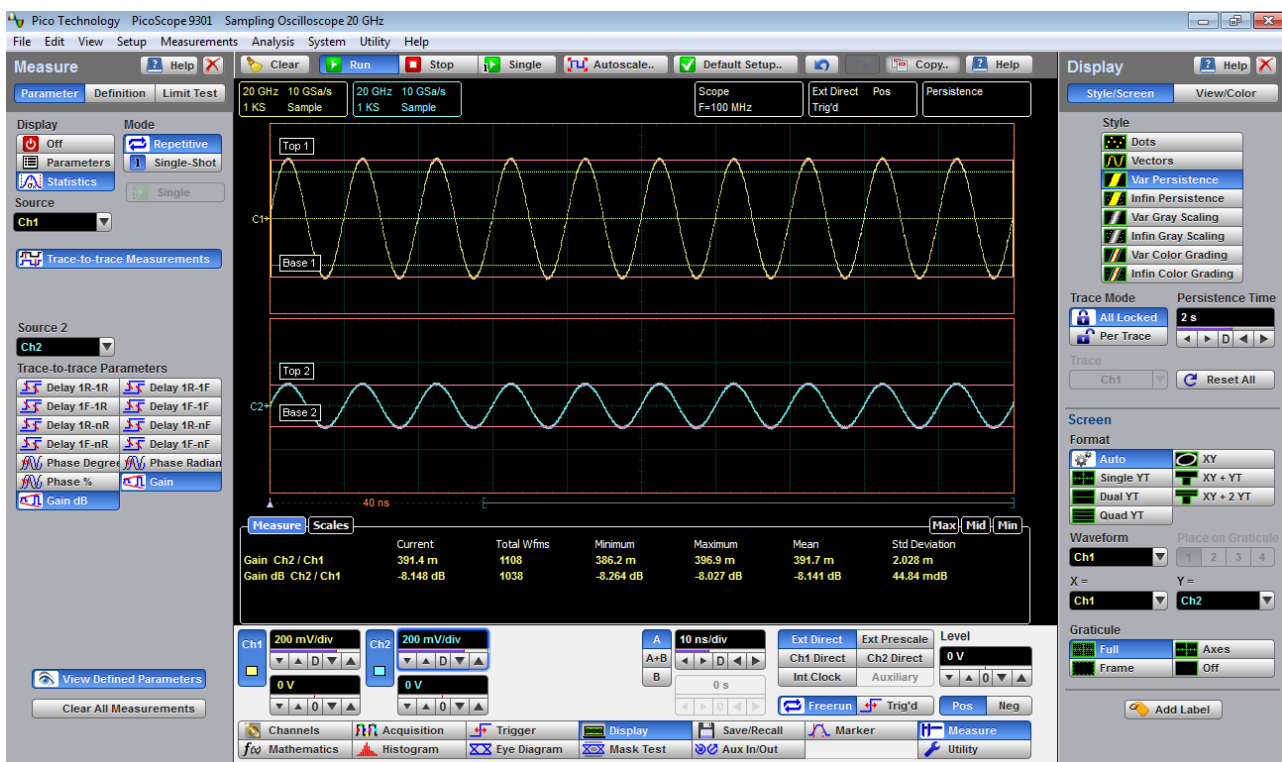 Pico Technology PicoScope 9301 Sampling Oscilloscope 20 GHz
File Edit View Setup Measurements Analysis System Utility Help
Measure Help
Parameter Definition Limit Test
Display Mode
Off Repetitive
Parameters 1 Single-Shot
Statistics
Single
Source
Ch1
Trace-to-trace Measurements
Source 2
Ch2
Trace-to-trace Parameters
Delay 1R-1R Delay 1R-1F
Delay 1F-1R Delay 1F-1F
Delay 1R-nR Delay 1R-nF
Delay 1F-nR Delay 1F-nF
Phase Degree Phase Radian
Phase % Gain
Gain dB
View Defined Parameters
Clear All Measurements
Clear Run Stop Single Autoscale.. Default Setup.. Copy.. Help
20 GHz 10 GSa/s 20 GHz 10 GSa/s Scope Ext Direct Pos Persistence
1 KS Sample 1 KS Sample F=100 MHz Trig'd
Top 1
C1
Base 1
Top 2
C2
Base 2
40 ns
Measure Scales Max Mid Min
Current Total Wfms Minimum Maximum Mean Std Deviation
Gain Ch2 / Ch1 391.4 m 1108 386.2 m 396.9 m 391.7 m 2.028 m
Gain dB Ch2 / Ch1 -8.148 dB 1038 -8.264 dB -8.027 dB -8.141 dB 44.84 mdB
Ch1 200 mV/div Ch2 200 mV/div A 10 ns/div Ext Direct Ext Prescale Level
D D A+B D Ch1 Direct Ch2 Direct 0 V
0 V 0 V B 0 s Int Clock Auxiliary 0
0 0 0 Freerun Trig'd Pos Neg
Channels Acquisition Trigger Display Save/Recall Marker Measure
f(x) Mathematics Histogram Eye Diagram Mask Test Aux In/Out Utility
Display Help
Style/Screen View/Color
Style
Dots
Vectors
Var Persistence
Infin Persistence
Var Gray Scaling
Infin Gray Scaling
Var Color Grading
Infin Color Grading
Trace Mode Persistence Time
All Locked 2 s
Per Trace D
Trace
Ch1 Reset All
Screen
Format
Auto XY
Single YT XY + YT
Dual YT XY + 2 YT
Quad YT
Waveform Place on Graticule
Ch1 1 2 3 4
X = Y =
Ch1 Ch2
Graticule
Full Axes
Frame Off
Add Label